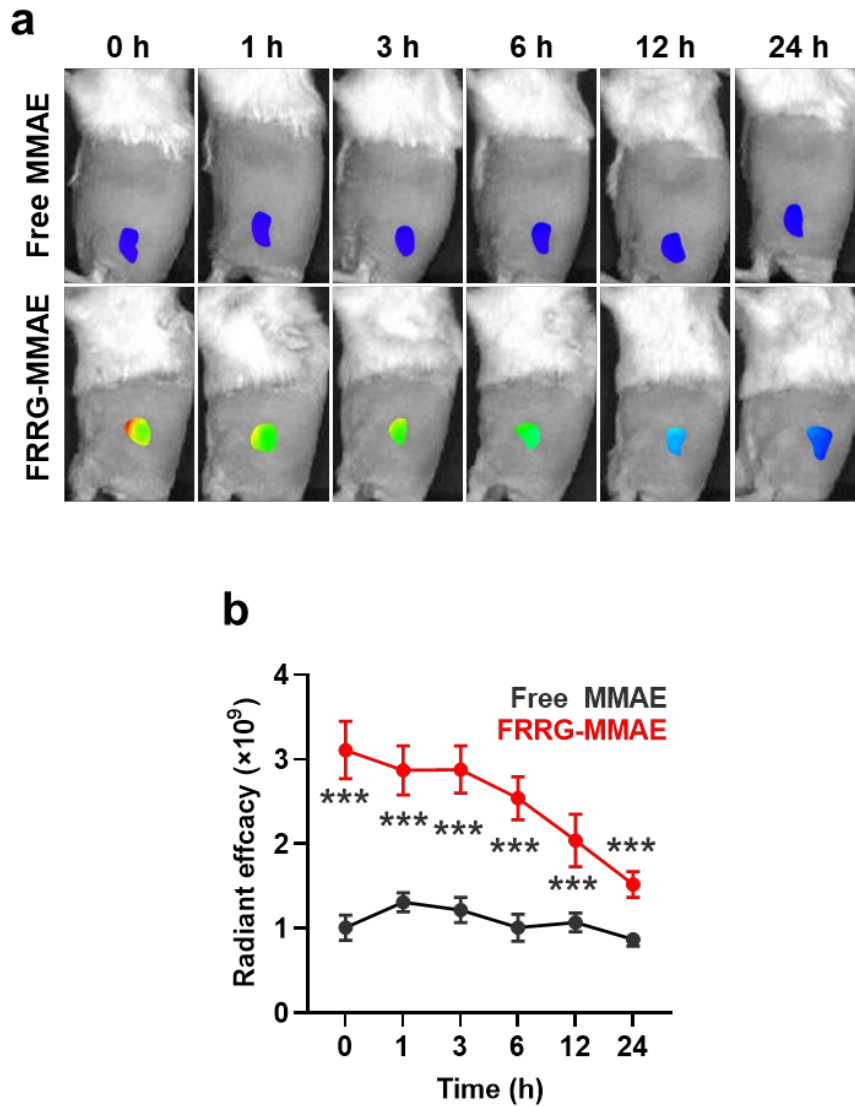 a
0 h 1 h 3 h 6 h 12 h 24 h
Free MMAE
FRRG-MMAE
b
Free MMAE
FRRG-MMAE
Radiant effcacy (×10⁹)
4
3
2
1
0
***
***
***
***
***
***
0 1 3 6 12 24
Time (h)